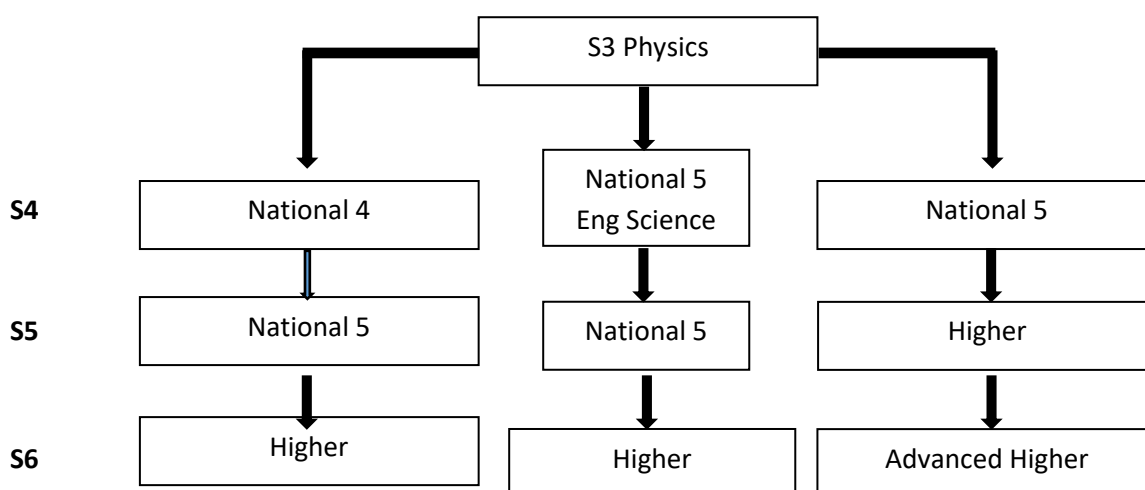 S3 Physics
S4
National 4
National 5
Eng Science
National 5
S5
National 5
National 5
Higher
S6
Higher
Higher
Advanced Higher